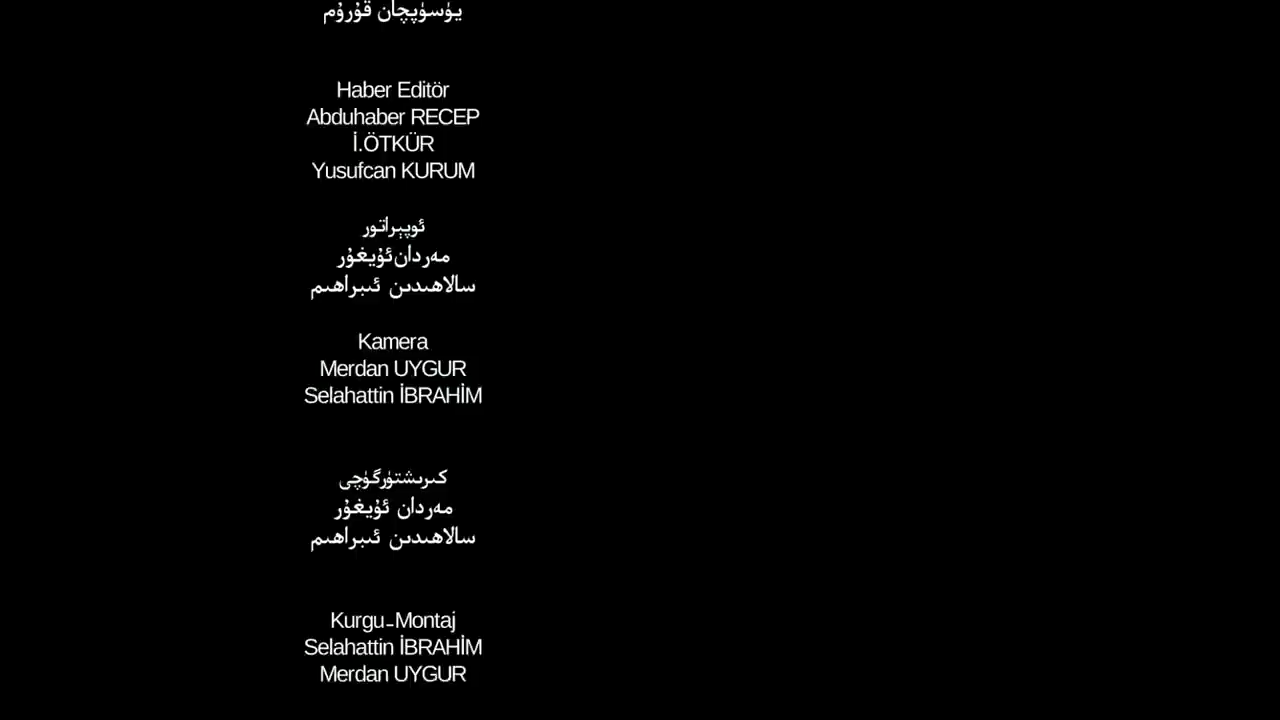 يۈسۈپجان قۇرۇم
Haber Editör
Abduhaber RECEP
İ.ÖTKÜR
Yusufcan KURUM
ئوپېراتور
مەردان ئۇيغۇر
سالاھىدىن ئىبراھىم
Kamera
Merdan UYGUR
Selahattin İBRAHİM
كىرىشتۈرگۈچى
مەردان ئۇيغۇر
سالاھىدىن ئىبراھىم
Kurgu-Montaj
Selahattin İBRAHİM
Merdan UYGUR